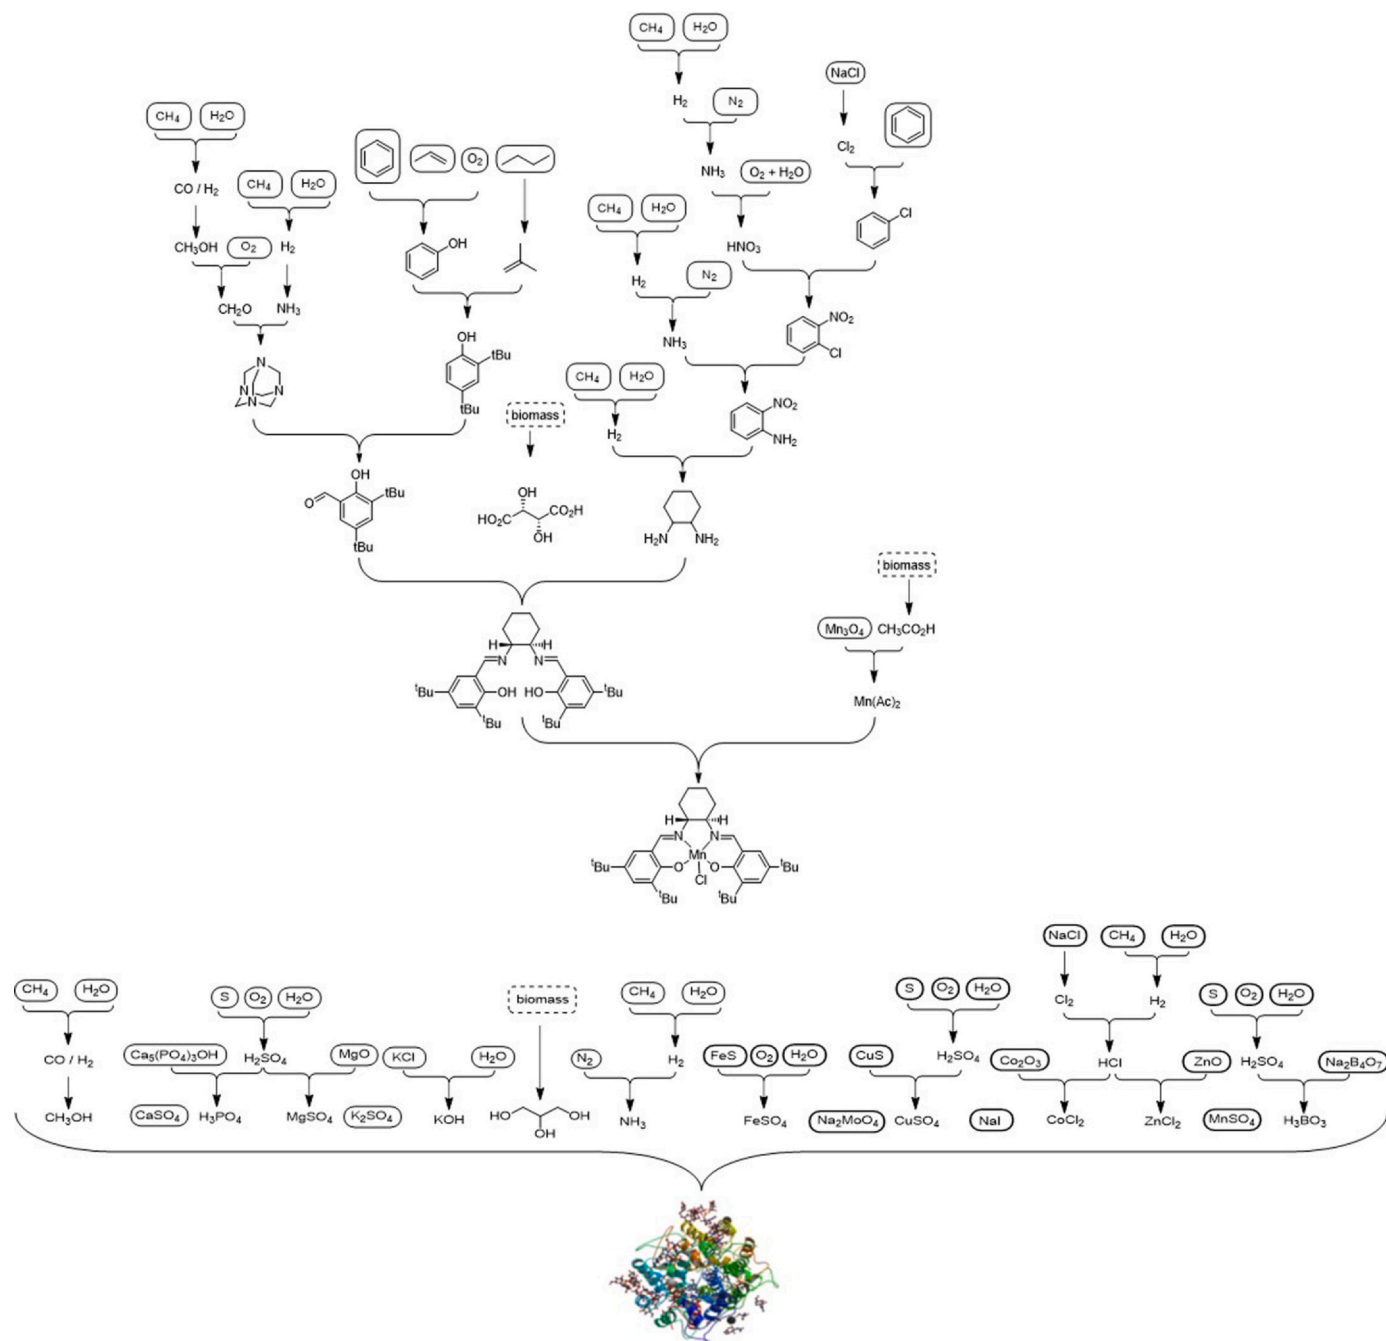 CH₄ H₂O
NaCl
H₂ N₂
CH₄ H₂O
O₂
Cl₂
CO / H₂
CH₄ H₂O
NH₃ O₂ + H₂O
CH₄ H₂O
Cl
CH₃OH O₂ H₂
OH
HNO₃
H₂ N₂
CH₂O NH₃
NO₂
Cl
OH
tBu
NH₃
N
N N
N
tBu
CH₄ H₂O
biomass
NO₂
NH₂
H₂
OH
O
tBu
tBu
OH
HO₂C CO₂H
OH
H₂N NH₂
biomass
Mn₃O₄ CH₃CO₂H
H H
N N
ᵗBu OH HO ᵗBu
ᵗBu ᵗBu
Mn(Ac)₂
H H
N N
Mn
ᵗBu O O ᵗBu
Cl
ᵗBu ᵗBu
NaCl CH₄ H₂O
CH₄ H₂O
S O₂ H₂O
biomass
CH₄ H₂O
S O₂ H₂O
Cl₂ H₂
S O₂ H₂O
CO / H₂
Ca₅(PO₄)₃OH H₂SO₄ MgO
KCl H₂O
N₂ H₂
FeS O₂ H₂O
CuS H₂SO₄
Co₂O₃ HCl ZnO
H₂SO₄ Na₂B₄O₇
CH₃OH
CaSO₄ H₃PO₄ MgSO₄ K₂SO₄ KOH
HO OH
OH
NH₃ FeSO₄
Na₂MoO₄ CuSO₄ NaI CoCl₂ ZnCl₂ MnSO₄ H₃BO₃